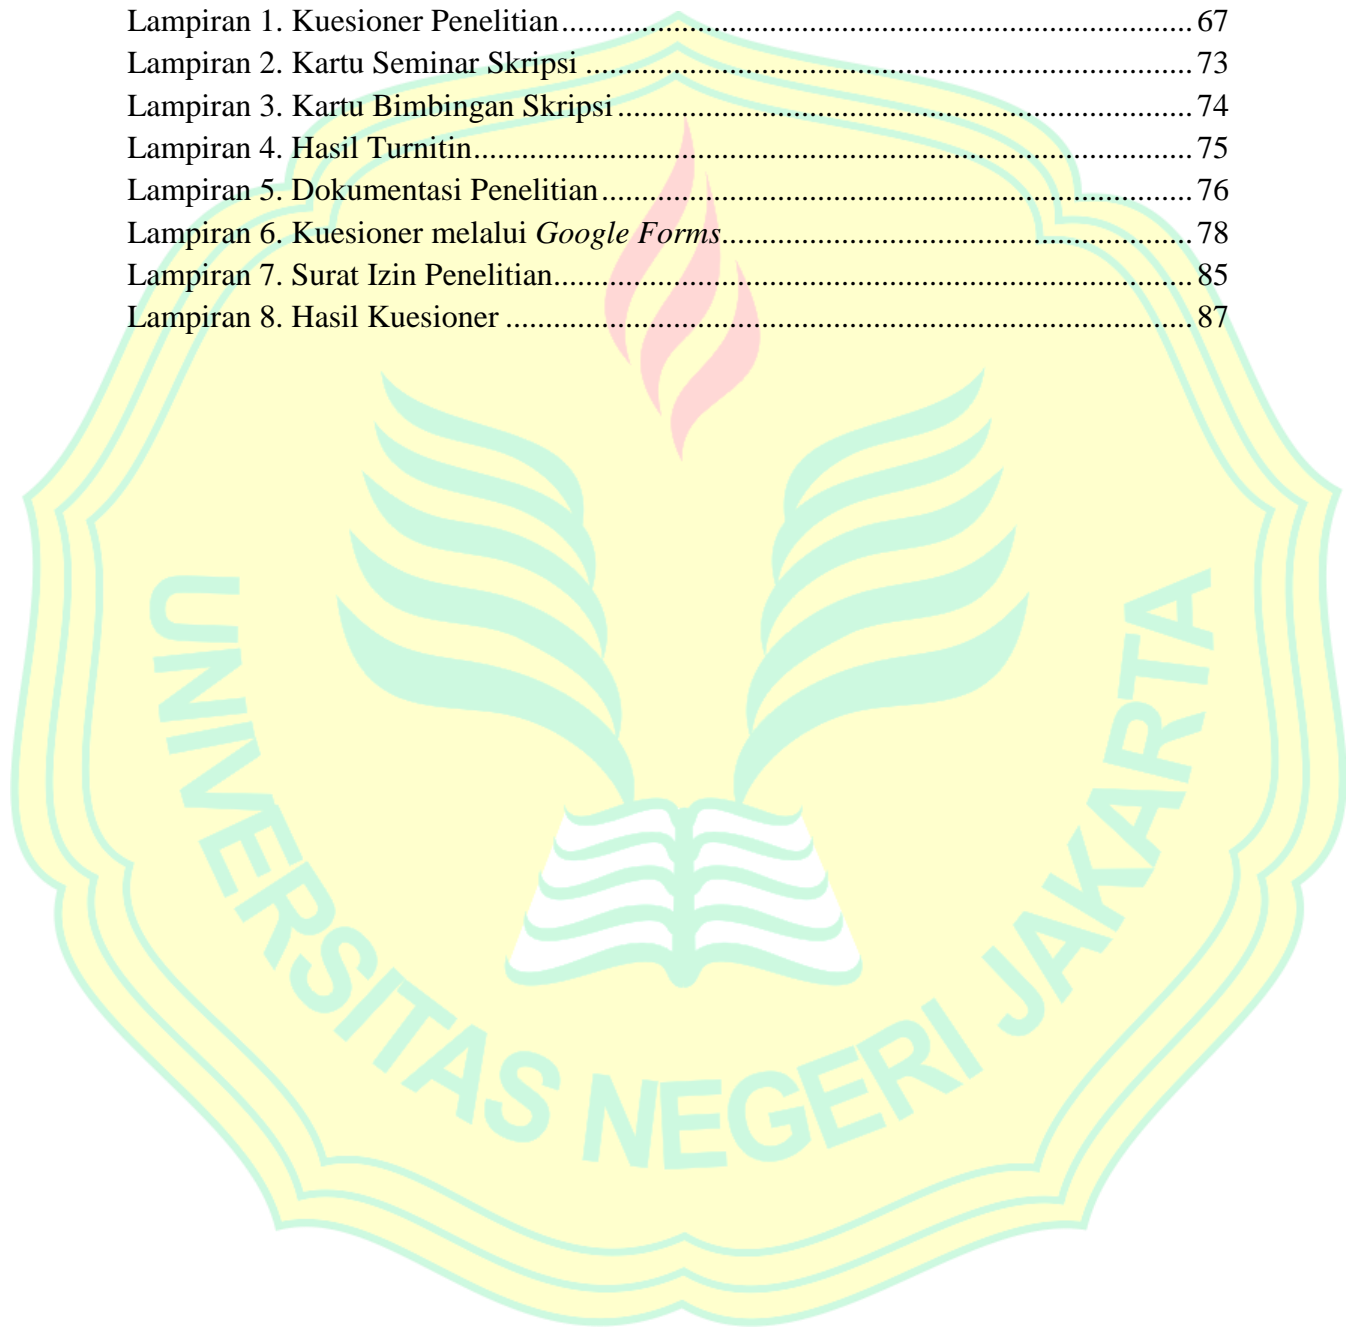 Lampiran 1. Kuesioner Penelitian................................................................................ 67
Lampiran 2. Kartu Seminar Skripsi ............................................................................. 73
Lampiran 3. Kartu Bimbingan Skripsi ......................................................................... 74
Lampiran 4. Hasil Turnitin........................................................................................... 75
Lampiran 5. Dokumentasi Penelitian........................................................................... 76
Lampiran 6. Kuesioner melalui Google Forms............................................................ 78
Lampiran 7. Surat Izin Penelitian................................................................................. 85
Lampiran 8. Hasil Kuesioner ....................................................................................... 87
UNIVERSITAS NEGERI JAKARTA